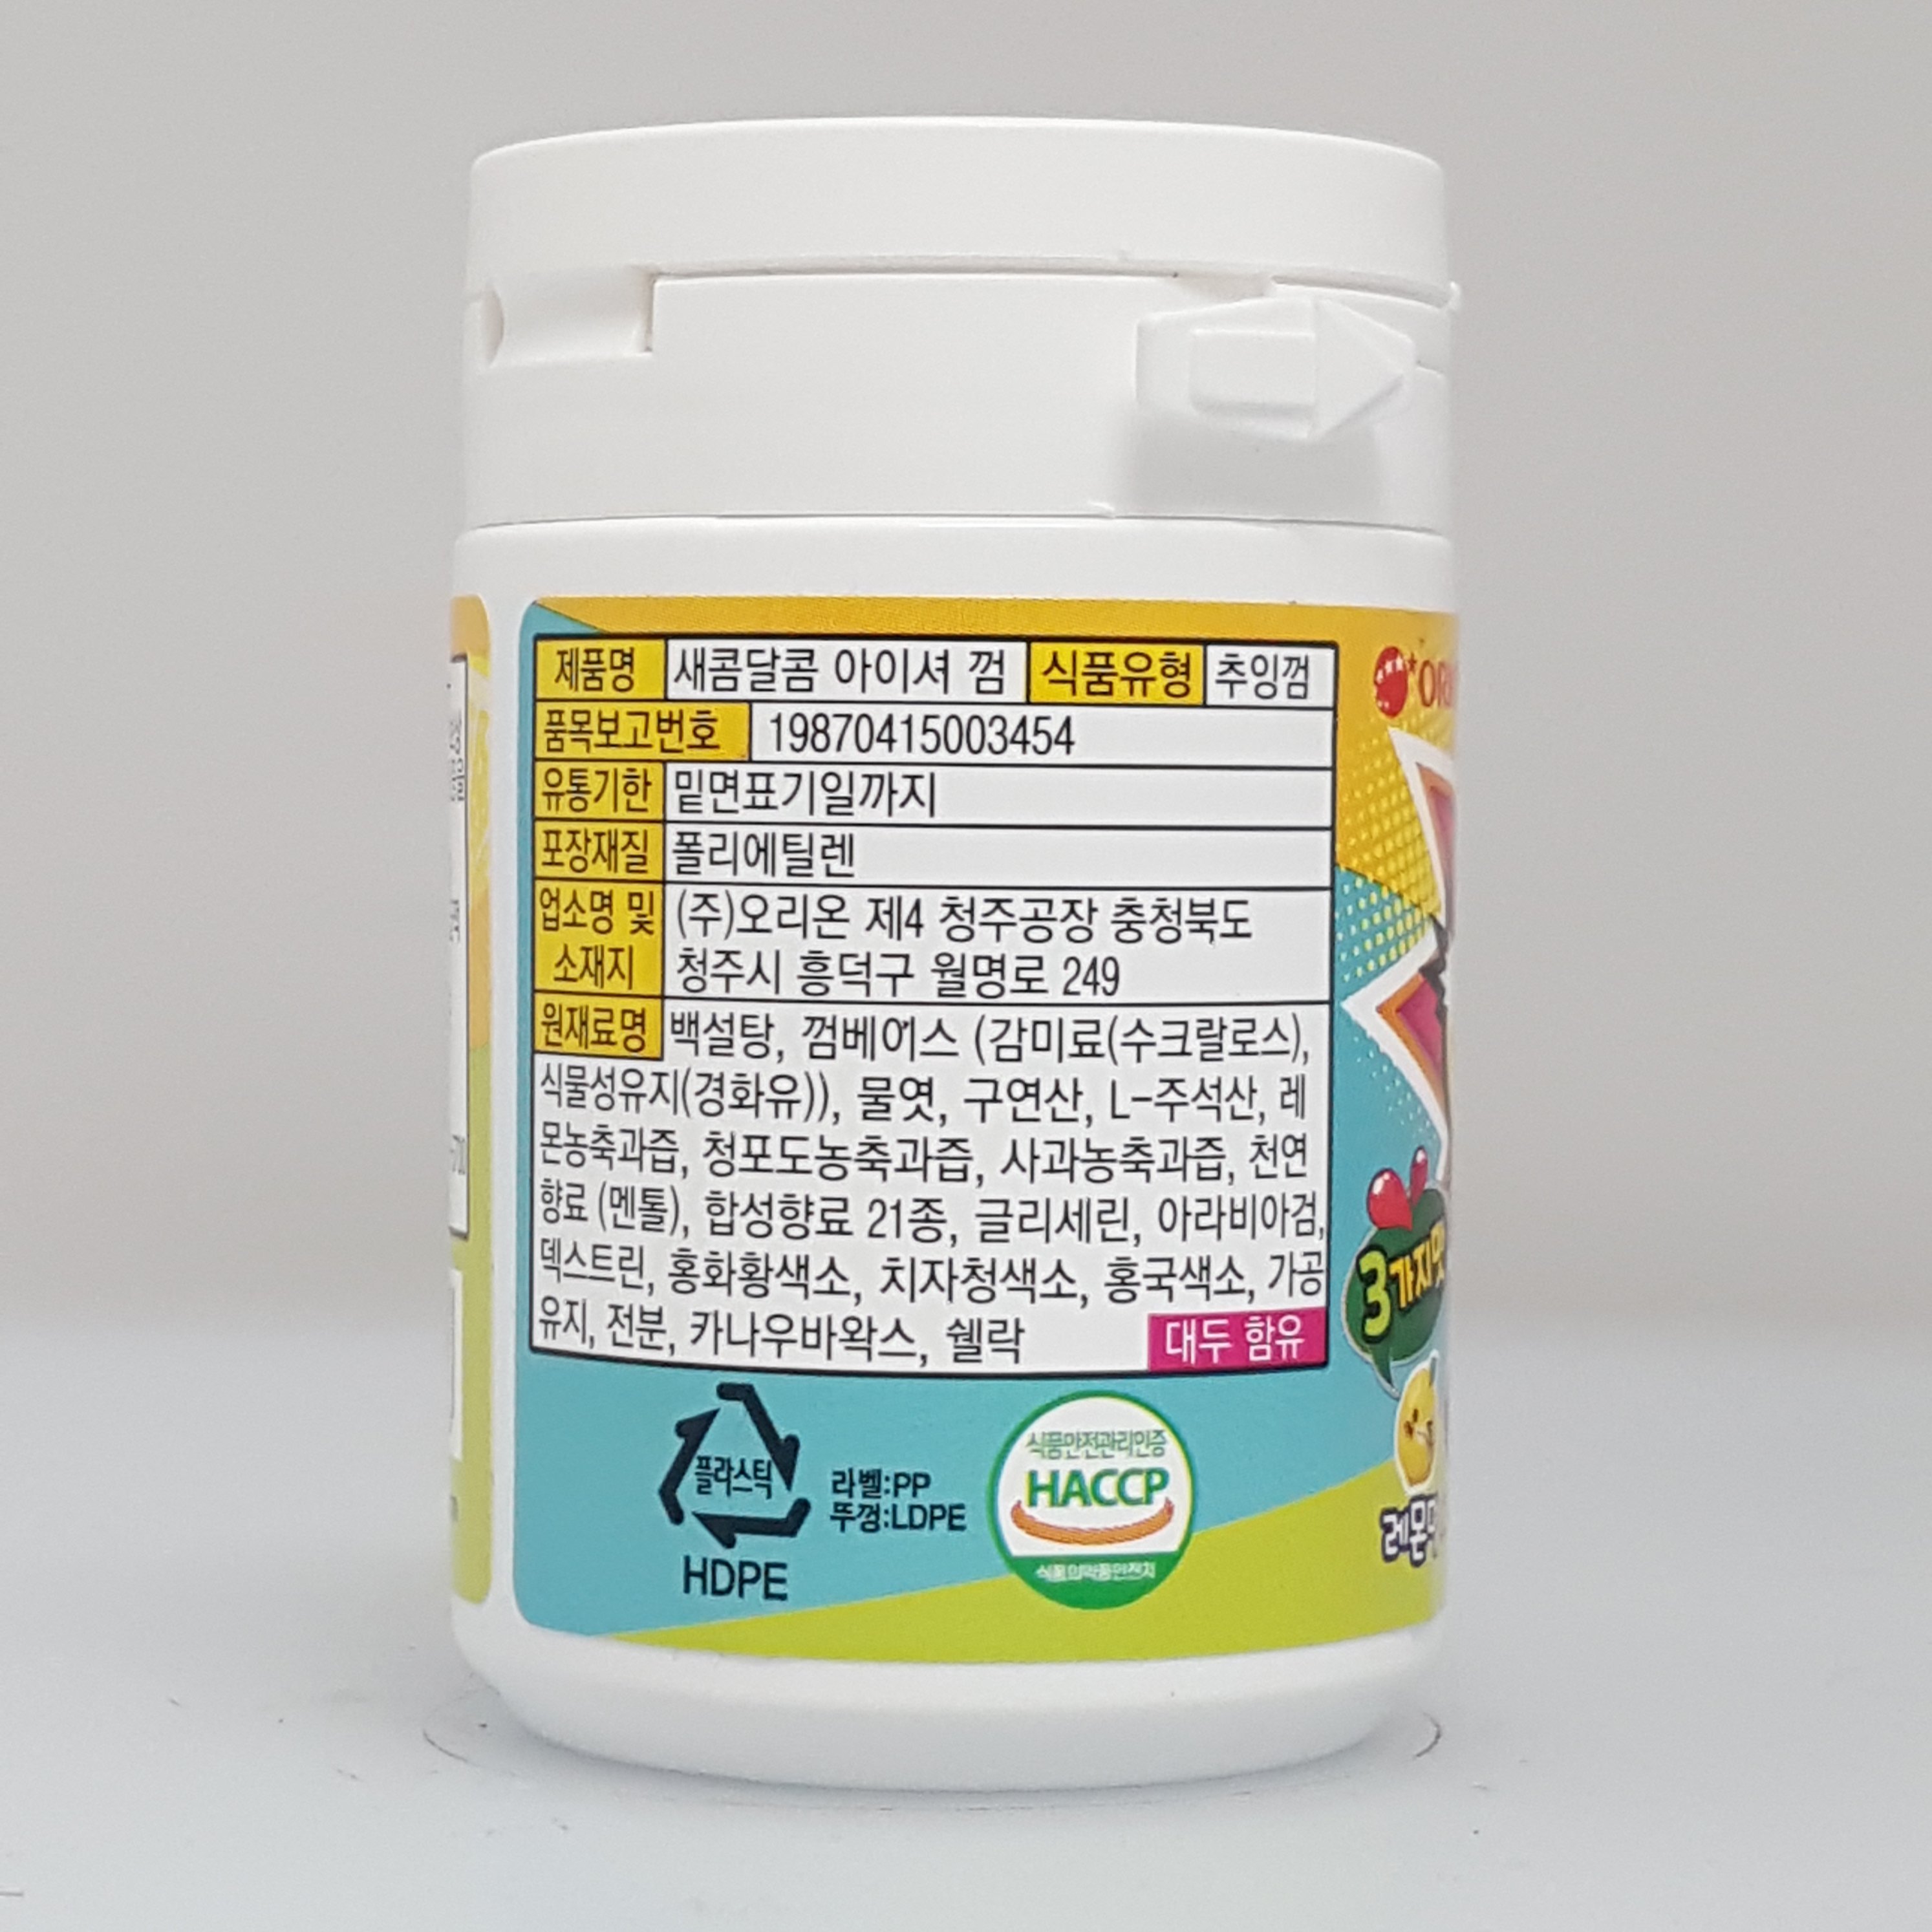 제품명 새콤달콤 아이셔 껌 식품유형 추잉껌
품목보고번호 19870415003454
유통기한 밑면표기일까지
포장재질 폴리에틸렌
업소명 및 (주)오리온 제4 청주공장 충청북도
소재지 청주시 흥덕구 월명로 249
원재료명 백설탕, 껌베이스 (감미료(수크랄로스),
식물성유지(경화유)), 물엿, 구연산, L-주석산, 레
몬농축과즙, 청포도농축과즙, 사과농축과즙, 천연
향료 (멘톨), 합성향료 21종, 글리세린, 아라비아검,
덱스트린, 홍화황색소, 치자청색소, 홍국색소, 가공
유지, 전분, 카나우바왁스, 쉘락 대두 함유
플라스틱
HDPE
라벨:PP
뚜껑:LDPE
식품안전관리인증
HACCP
식품의약품안전처
3가지맛
레몬맛